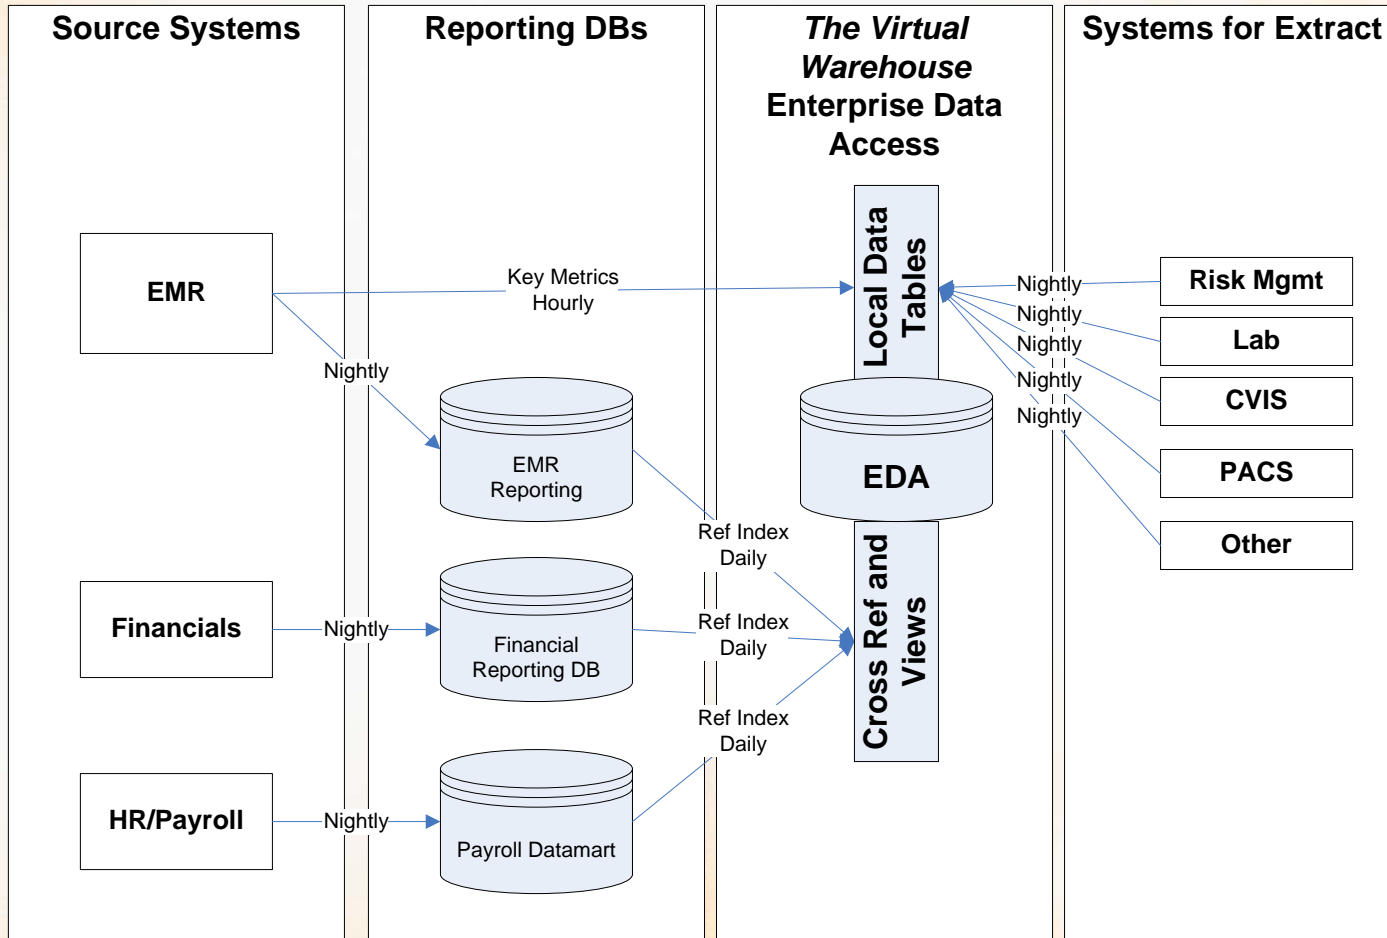 Source Systems
Reporting DBs
The Virtual
Warehouse
Enterprise Data
Access
Systems for Extract
EMR
Financials
HR/Payroll
Key Metrics
Hourly
Nightly
Nightly
Nightly
EMR
Reporting
Financial
Reporting DB
Payroll Datamart
Ref Index
Daily
Ref Index
Daily
Ref Index
Daily
Local Data
Tables
EDA
Cross Ref and
Views
Nightly
Nightly
Nightly
Nightly
Nightly
Risk Mgmt
Lab
CVIS
PACS
Other